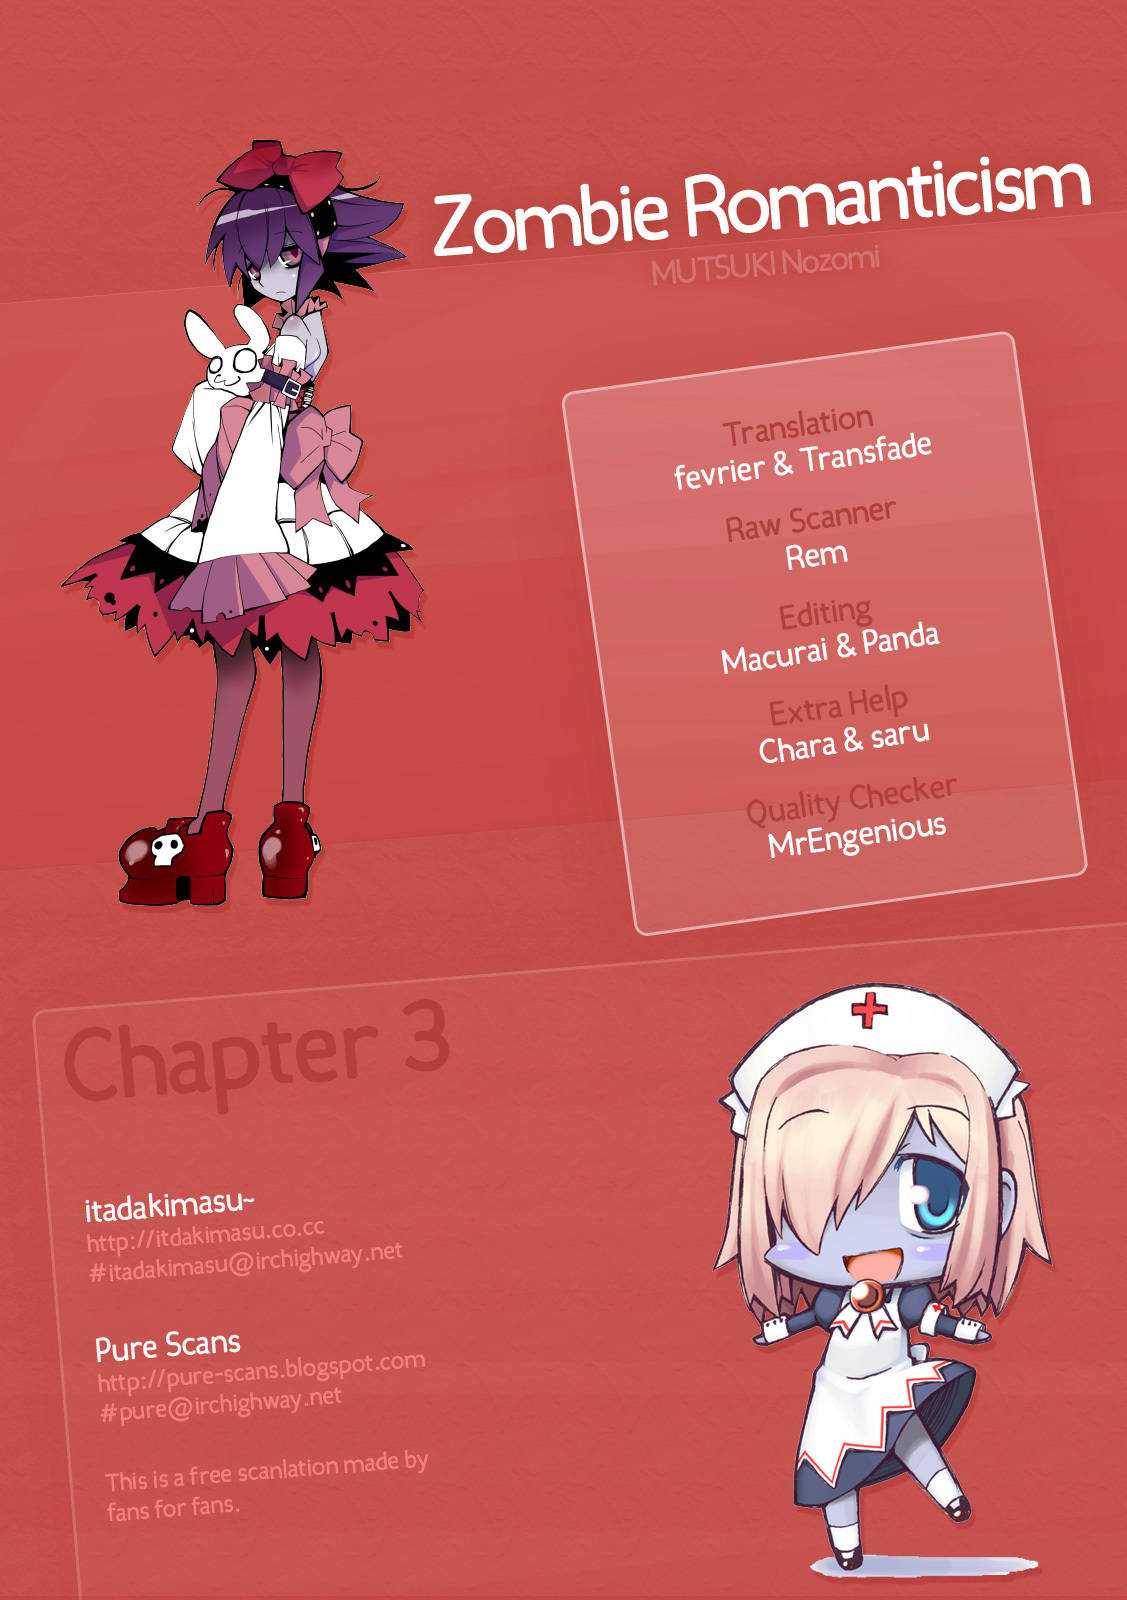 Zombie Romanticism
MUTSUKI Nozomi
Translation
fevrier & Transfade
Raw Scanner
Rem
Editing
Macurai & Panda
Extra Help
Chara & saru
Quality Checker
MrEngenious
Chapter 3
itadakimasu~
http://itdakimasu.co.cc
#itadakimasu@irchighway.net
Pure Scans
http://pure-scans.blogspot.com
#pure@irchighway.net
This is a free scanlation made by
fans for fans.